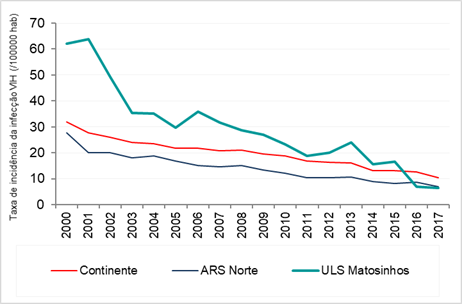 Taxa de incidência da infecção VIH (/100000 hab)
70
60
50
40
30
20
10
0
2000 2001 2002 2003 2004 2005 2006 2007 2008 2009 2010 2011 2012 2013 2014 2015 2016 2017
Continente ARS Norte ULS Matosinhos